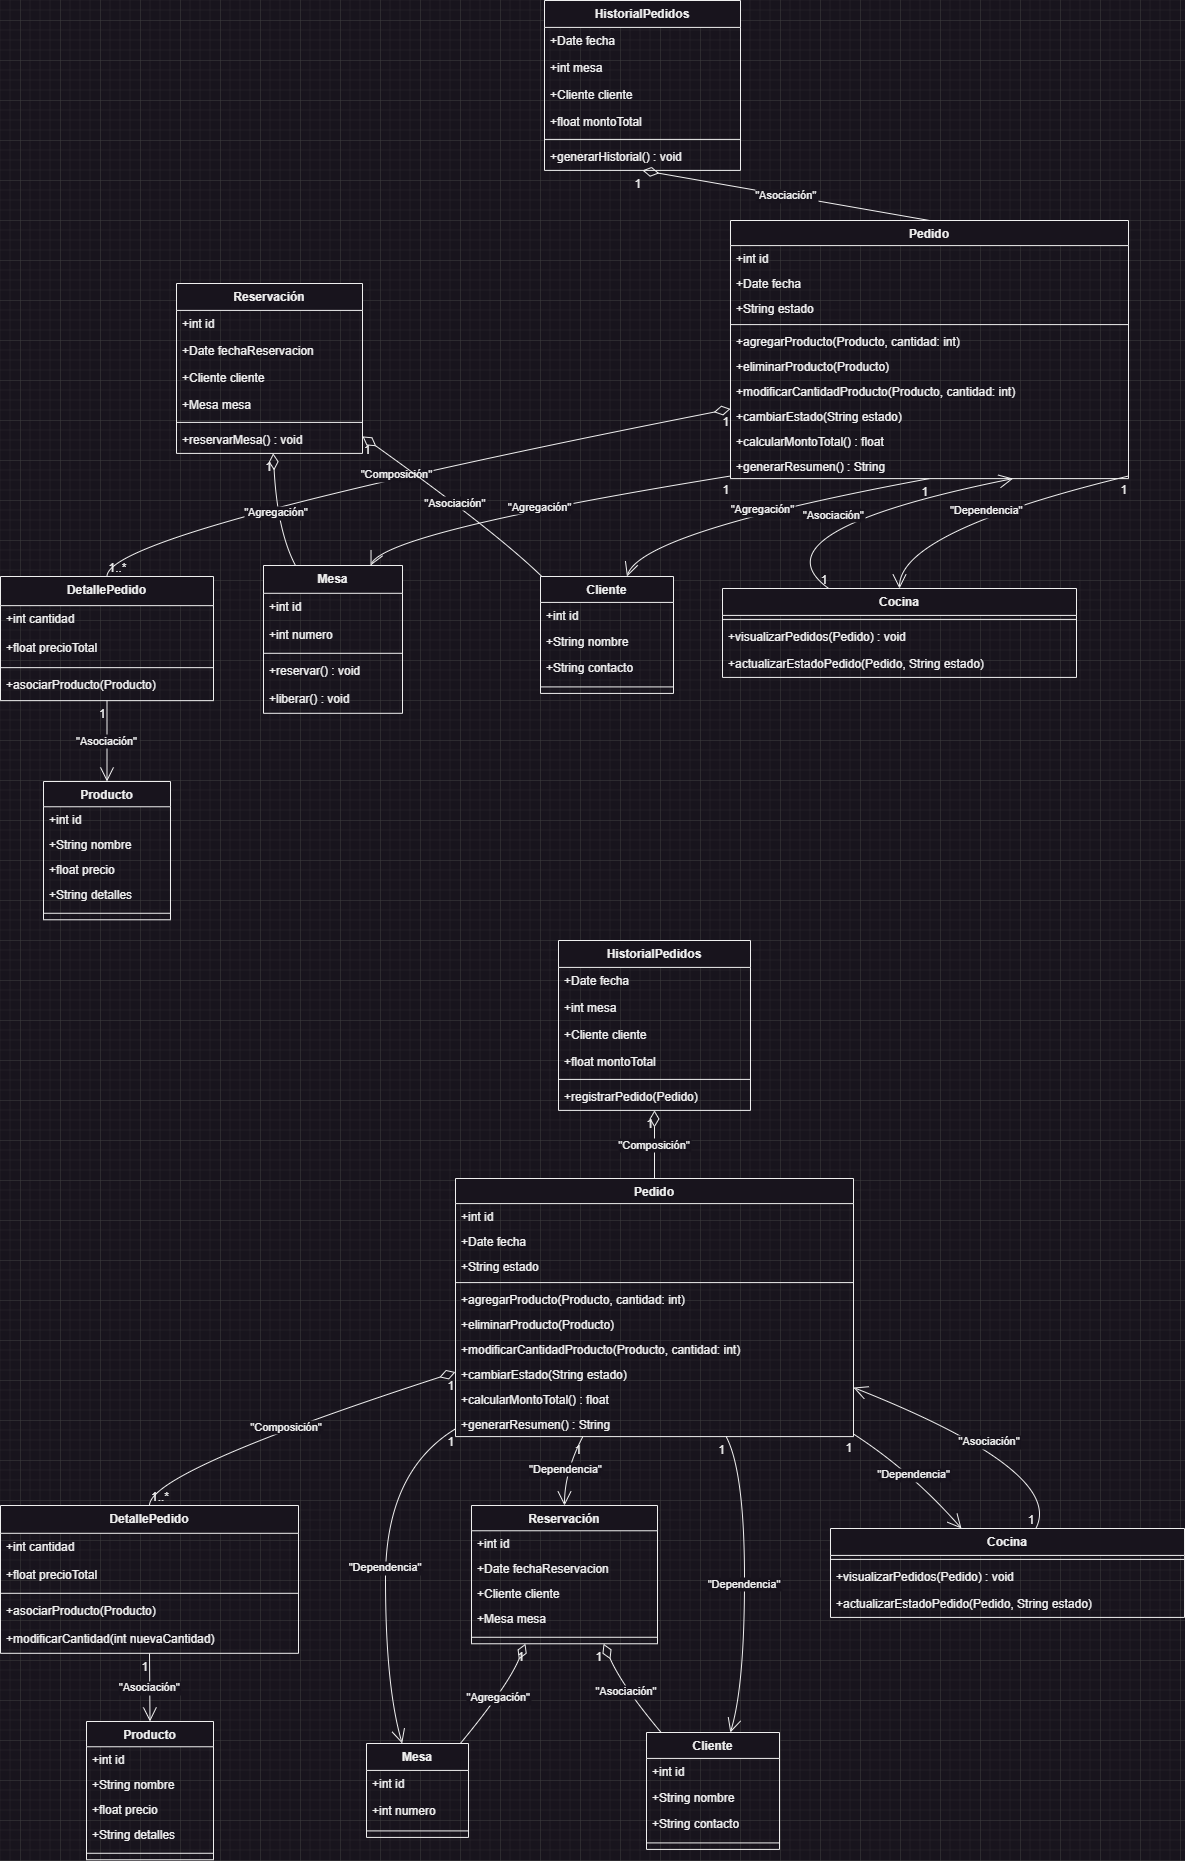 HistorialPedidos
+Date fecha
+int mesa
+Cliente cliente
+float montoTotal
+generarHistorial() : void
1
"Asociación"
Pedido
+int id
+Date fecha
+String estado
+agregarProducto(Producto, cantidad: int)
+eliminarProducto(Producto)
+modificarCantidadProducto(Producto, cantidad: int)
+cambiarEstado(String estado)
+calcularMontoTotal() : float
+generarResumen() : String
Reservación
+int id
+Date fechaReservacion
+Cliente cliente
+Mesa mesa
+reservarMesa() : void
1
1
1
"Composición"
"Asociación"
"Agregación"
1
"Agregación"
"Agregación"
1
"Asociación"
"Dependencia"
1
1..*
1
DetallePedido
+int cantidad
+float precioTotal
+asociarProducto(Producto)
Mesa
+int id
+int numero
+reservar() : void
+liberar() : void
Cliente
+int id
+String nombre
+String contacto
Cocina
+visualizarPedidos(Pedido) : void
+actualizarEstadoPedido(Pedido, String estado)
1
"Asociación"
Producto
+int id
+String nombre
+float precio
+String detalles
HistorialPedidos
+Date fecha
+int mesa
+Cliente cliente
+float montoTotal
+registrarPedido(Pedido)
1
"Composición"
Pedido
+int id
+Date fecha
+String estado
+agregarProducto(Producto, cantidad: int)
+eliminarProducto(Producto)
+modificarCantidadProducto(Producto, cantidad: int)
+cambiarEstado(String estado)
+calcularMontoTotal() : float
+generarResumen() : String
1
"Composición"
1
1
1
1
"Asociación"
"Dependencia"
"Dependencia"
1..*
1
DetallePedido
+int cantidad
+float precioTotal
+asociarProducto(Producto)
+modificarCantidad(int nuevaCantidad)
"Dependencia"
Reservación
+int id
+Date fechaReservacion
+Cliente cliente
+Mesa mesa
"Dependencia"
Cocina
+visualizarPedidos(Pedido) : void
+actualizarEstadoPedido(Pedido, String estado)
1
"Asociación"
1
1
"Agregación"
"Asociación"
Producto
+int id
+String nombre
+float precio
+String detalles
Mesa
+int id
+int numero
Cliente
+int id
+String nombre
+String contacto